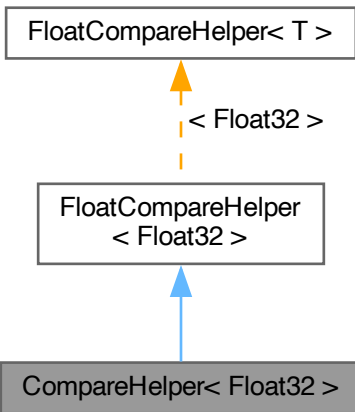 FloatCompareHelper< T >
< Float32 >
FloatCompareHelper
< Float32 >
CompareHelper< Float32 >